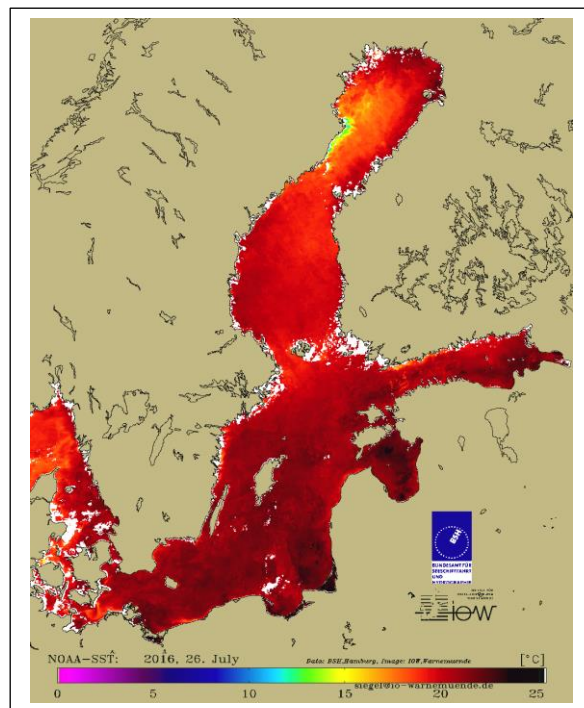 BUNDESAMT FÜR
SEESCHIFFFAHRT
UND
HYDROGRAPHIE
IOW
NOAA-SST: 2016, 26. July
Data: BSH,Hamburg, Image: IOW,Warnemuende
[°C]
siegel@io-warnemuende.de
0 5 10 15 20 25